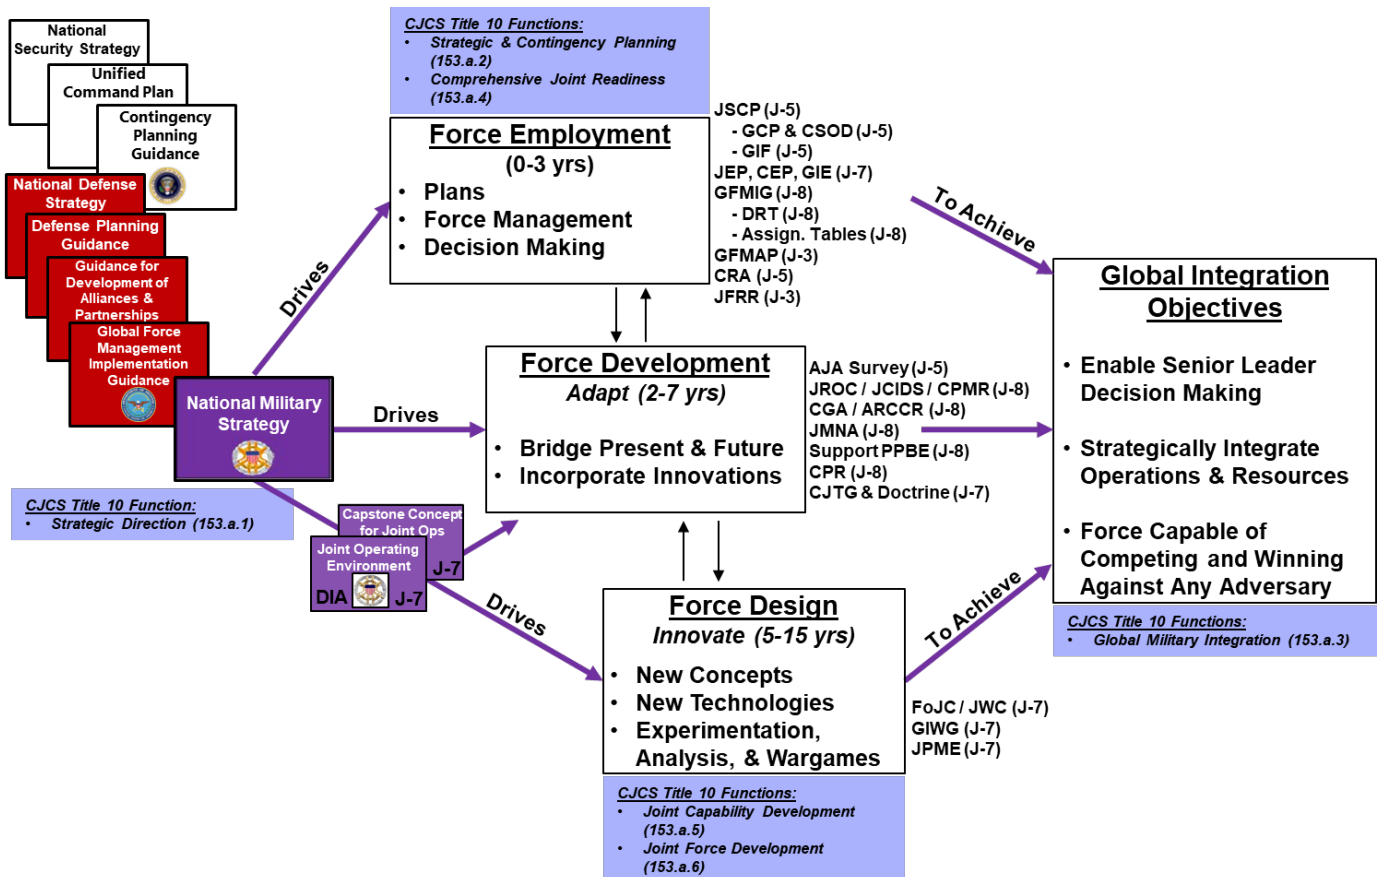 National
Security Strategy
Unified
Command Plan
Contingency
Planning
Guidance
National Defense
Strategy
Defense Planning
Guidance
Guidance for
Development of
Alliances &
Partnerships
Global Force
Management
Implementation
Guidance
National Military
Strategy
CJCS Title 10 Function:
• Strategic Direction (153.a.1)
Drives
Drives
Drives
Capstone Concept
for Joint Ops
J-7
Joint Operating
Environment
DIA
J-7
CJCS Title 10 Functions:
• Strategic & Contingency Planning
(153.a.2)
• Comprehensive Joint Readiness
(153.a.4)
Force Employment
(0-3 yrs)
• Plans
• Force Management
• Decision Making
JSCP (J-5)
- GCP & CSOD (J-5)
- GIF (J-5)
JEP, CEP, GIE (J-7)
GFMIG (J-8)
- DRT (J-8)
- Assign. Tables (J-8)
GFMAP (J-3)
CRA (J-5)
JFRR (J-3)
Force Development
Adapt (2-7 yrs)
• Bridge Present & Future
• Incorporate Innovations
AJA Survey (J-5)
JROC / JCIDS / CPMR (J-8)
CGA / ARCCR (J-8)
JMNA (J-8)
Support PPBE (J-8)
CPR (J-8)
CJTG & Doctrine (J-7)
Force Design
Innovate (5-15 yrs)
• New Concepts
• New Technologies
• Experimentation,
Analysis, & Wargames
FoJC / JWC (J-7)
GIWG (J-7)
JPME (J-7)
CJCS Title 10 Functions:
• Joint Capability Development
(153.a.5)
• Joint Force Development
(153.a.6)
To Achieve
To Achieve
Global Integration
Objectives
• Enable Senior Leader
Decision Making
• Strategically Integrate
Operations & Resources
• Force Capable of
Competing and Winning
Against Any Adversary
CJCS Title 10 Functions:
• Global Military Integration (153.a.3)